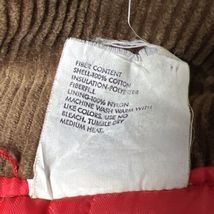 FIBER CONTENT
SHELL-100% COTTON
INSULATION-POLYESTER
FIBERFILL
LINING-100% NYLON
MACHINE WASH WARM WITH
LIKE COLORS, USE NO
BLEACH, TUMBLE DRY
MEDIUM HEAT.